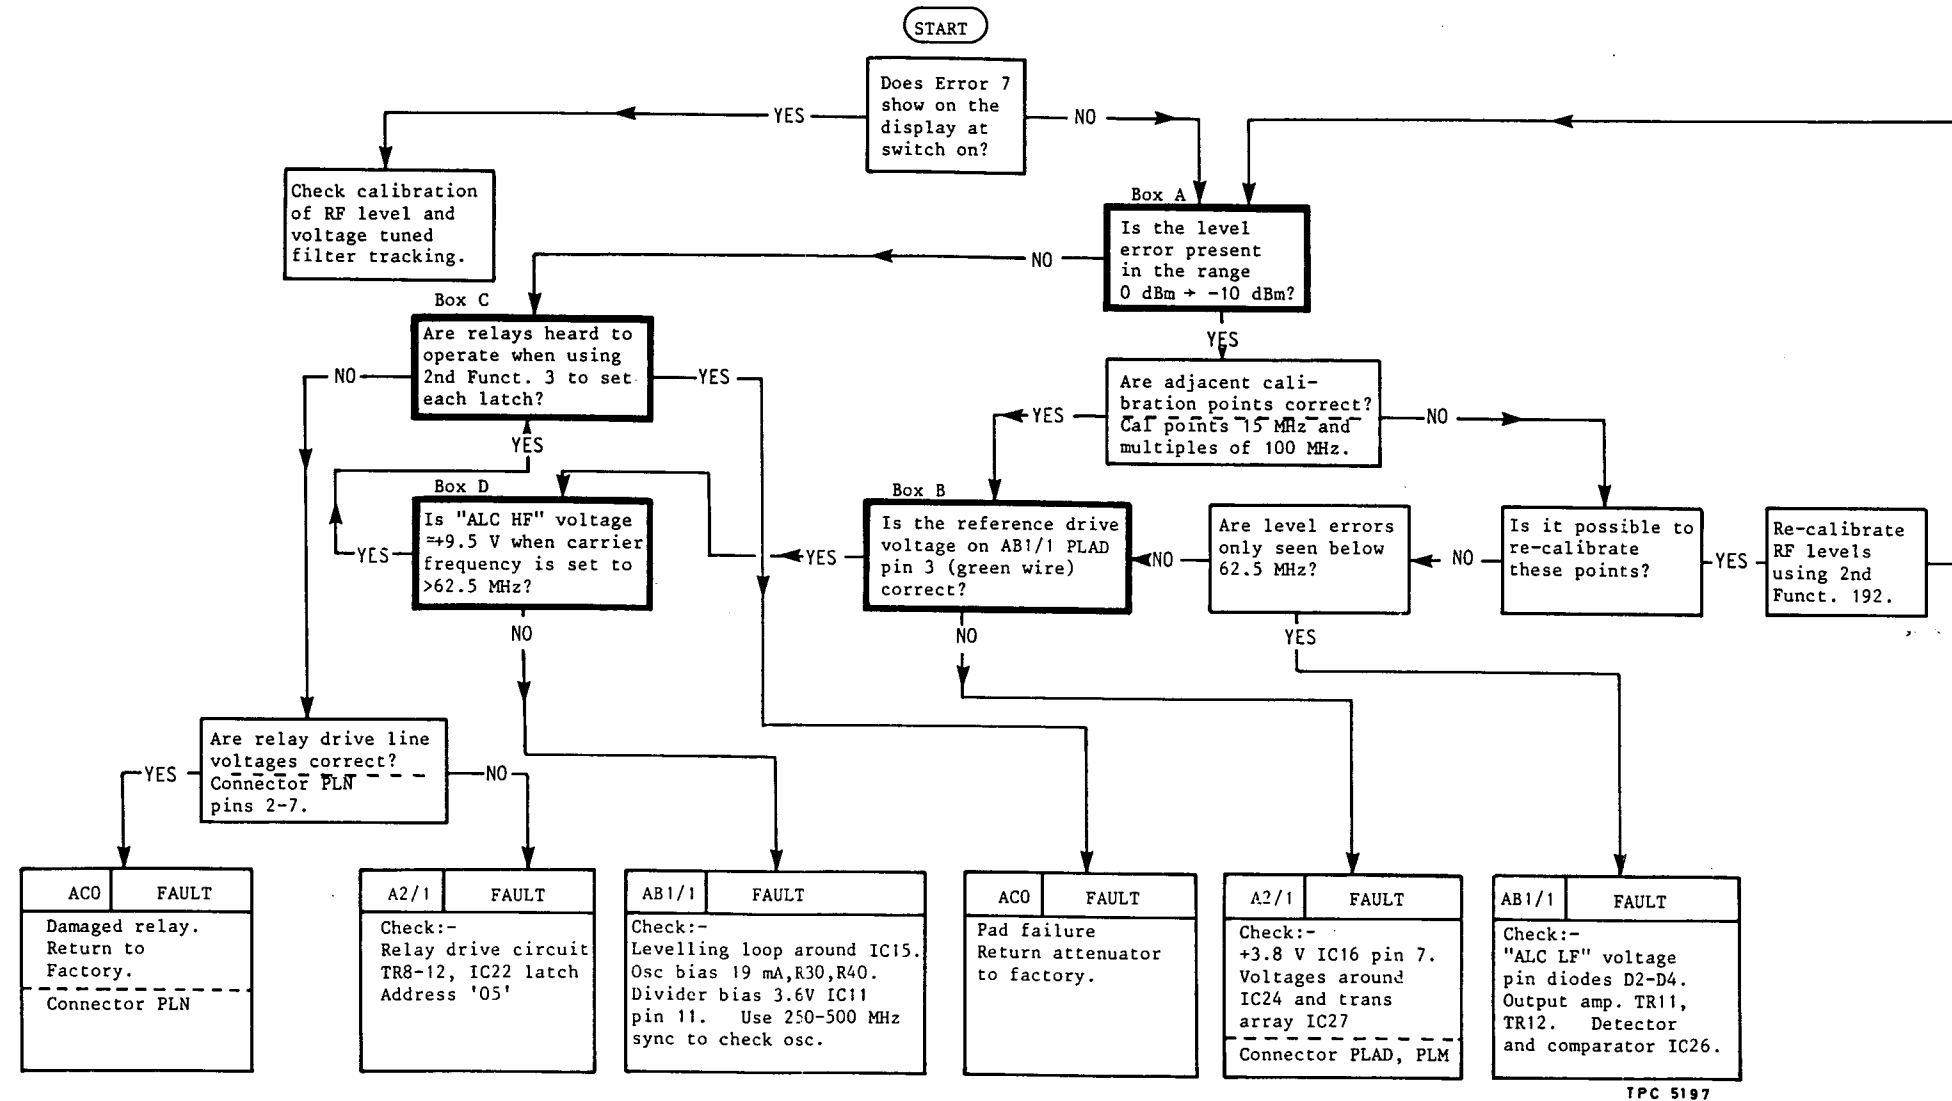 START
Does Error 7
show on the
display at
switch on?
YES
NO
Check calibration
of RF level and
voltage tuned
filter tracking.
Box A
Is the level
error present
in the range
0 dBm → -10 dBm?
NO
YES
Box C
Are relays heard to
operate when using
2nd Funct. 3 to set
each latch?
NO
YES
Are adjacent cali-
bration points correct?
Cal points 15 MHz and
multiples of 100 MHz.
YES
NO
YES
Box D
Is "ALC HF" voltage
≃+9.5 V when carrier
frequency is set to
>62.5 MHz?
YES
NO
Box B
Is the reference drive
voltage on AB1/1 PLAD
pin 3 (green wire)
correct?
YES
NO
NO
Are level errors
only seen below
62.5 MHz?
YES
NO
Is it possible to
re-calibrate
these points?
YES
Re-calibrate
RF levels
using 2nd
Funct. 192.
Are relay drive line
voltages correct?
Connector PLN
pins 2-7.
YES
NO
AC0 FAULT
Damaged relay.
Return to
Factory.
Connector PLN
A2/1 FAULT
Check:-
Relay drive circuit
TR8-12, IC22 latch
Address '05'
AB1/1 FAULT
Check:-
Levelling loop around IC15.
Osc bias 19 mA,R30,R40.
Divider bias 3.6V IC11
pin 11. Use 250-500 MHz
sync to check osc.
AC0 FAULT
Pad failure
Return attenuator
to factory.
A2/1 FAULT
Check:-
+3.8 V IC16 pin 7.
Voltages around
IC24 and trans
array IC27
Connector PLAD, PLM
AB1/1 FAULT
Check:-
"ALC LF" voltage
pin diodes D2-D4.
Output amp. TR11,
TR12. Detector
and comparator IC26.
TPC 5197